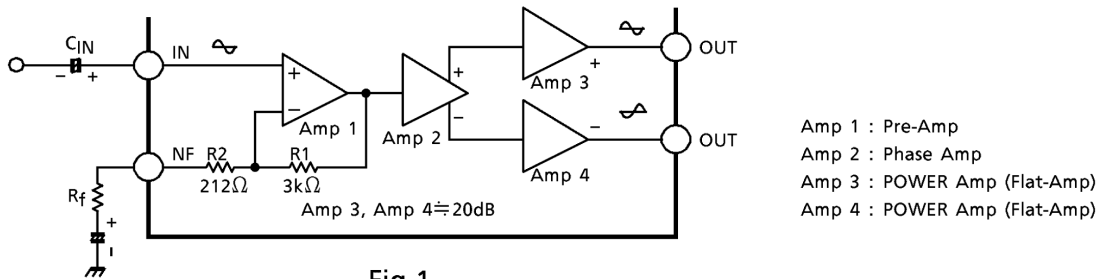 C_IN
− +
IN
+
−
Amp 1
Amp 2
+
−
Amp 3
+
Amp 4
−
OUT
OUT
NF
R2
212Ω
R1
3kΩ
R_f
+
Amp 3, Amp 4≒20dB
Amp 1 : Pre-Amp
Amp 2 : Phase Amp
Amp 3 : POWER Amp (Flat-Amp)
Amp 4 : POWER Amp (Flat-Amp)
Fig 1